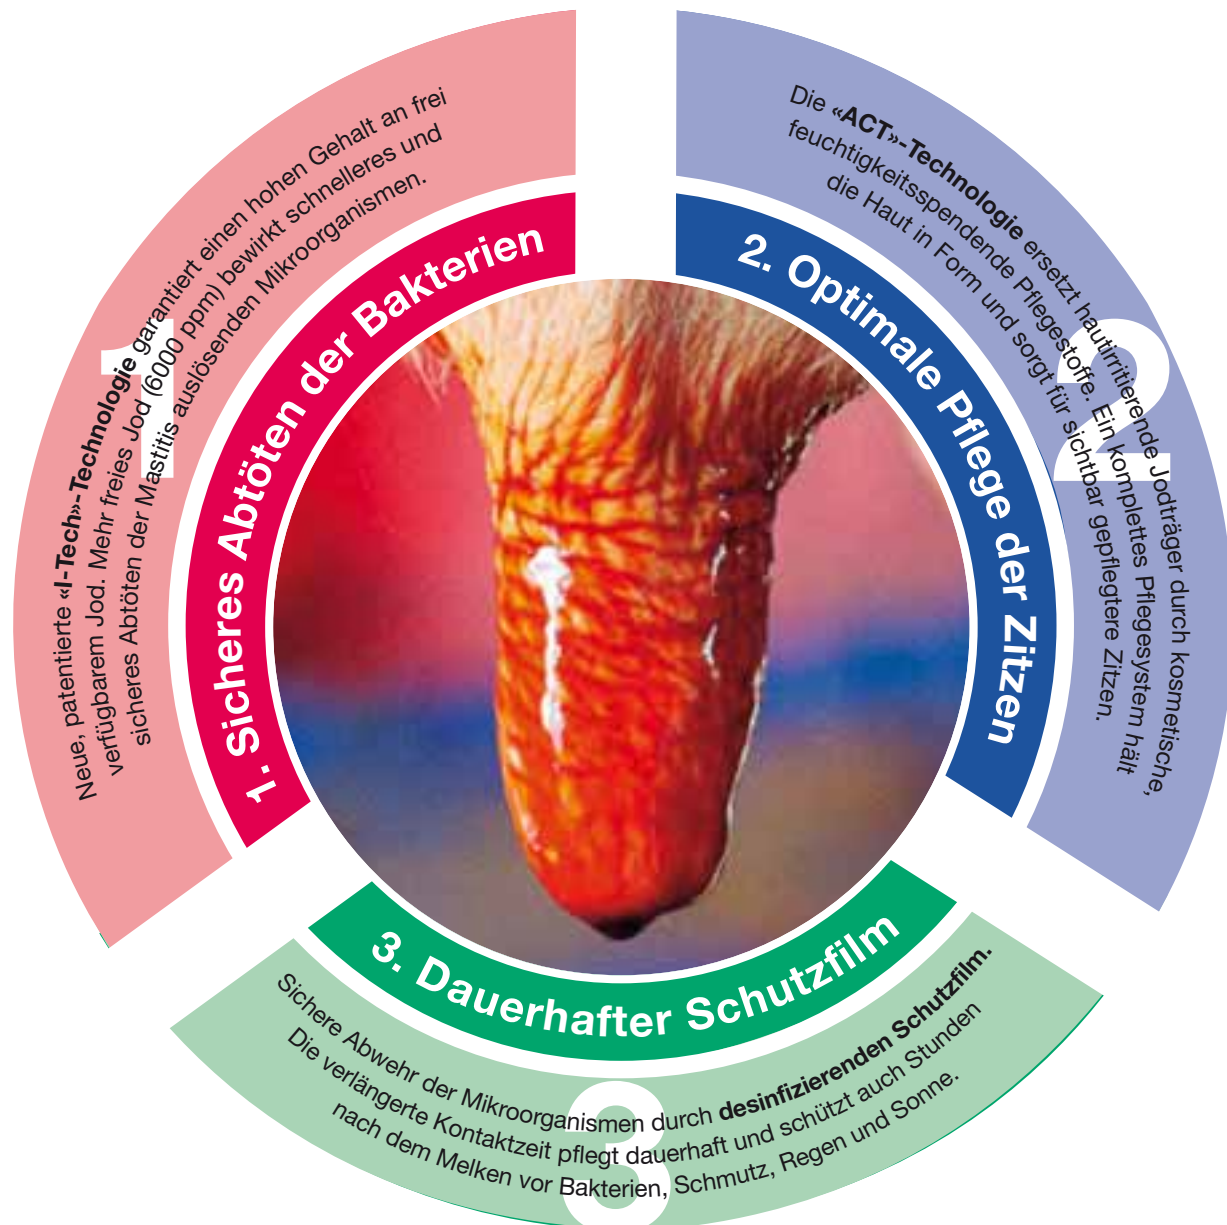 Neue, patentierte «I-Tech»-Technologie garantiert einen hohen Gehalt an frei
verfügbarem Jod. Mehr freies Jod (6000 ppm) bewirkt schnelleres und
sicheres Abtöten der Mastitis auslösenden Mikroorganismen.
1
1. Sicheres Abtöten der Bakterien
Die «ACT»-Technologie ersetzt hautirritierende Jodträger durch kosmetische,
feuchtigkeitsspendende Pflegestoffe. Ein komplettes Pflegesystem hält
die Haut in Form und sorgt für sichtbar gepflegtere Zitzen.
2
2. Optimale Pflege der Zitzen
3. Dauerhafter Schutzfilm
Sichere Abwehr der Mikroorganismen durch desinfizierenden Schutzfilm.
Die verlängerte Kontaktzeit pflegt dauerhaft und schützt auch Stunden
nach dem Melken vor Bakterien, Schmutz, Regen und Sonne.
3